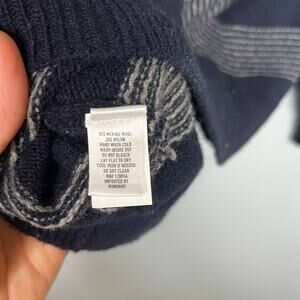 MERINO WOOL
NYLON
HAND WASH COLD
WASH INSIDE OUT
DO NOT BLEACH
LAY FLAT TO DRY
COOL IRON IF NEEDED
OR DRY CLEAN
RN#
IMPORTED BY
BONOBOS